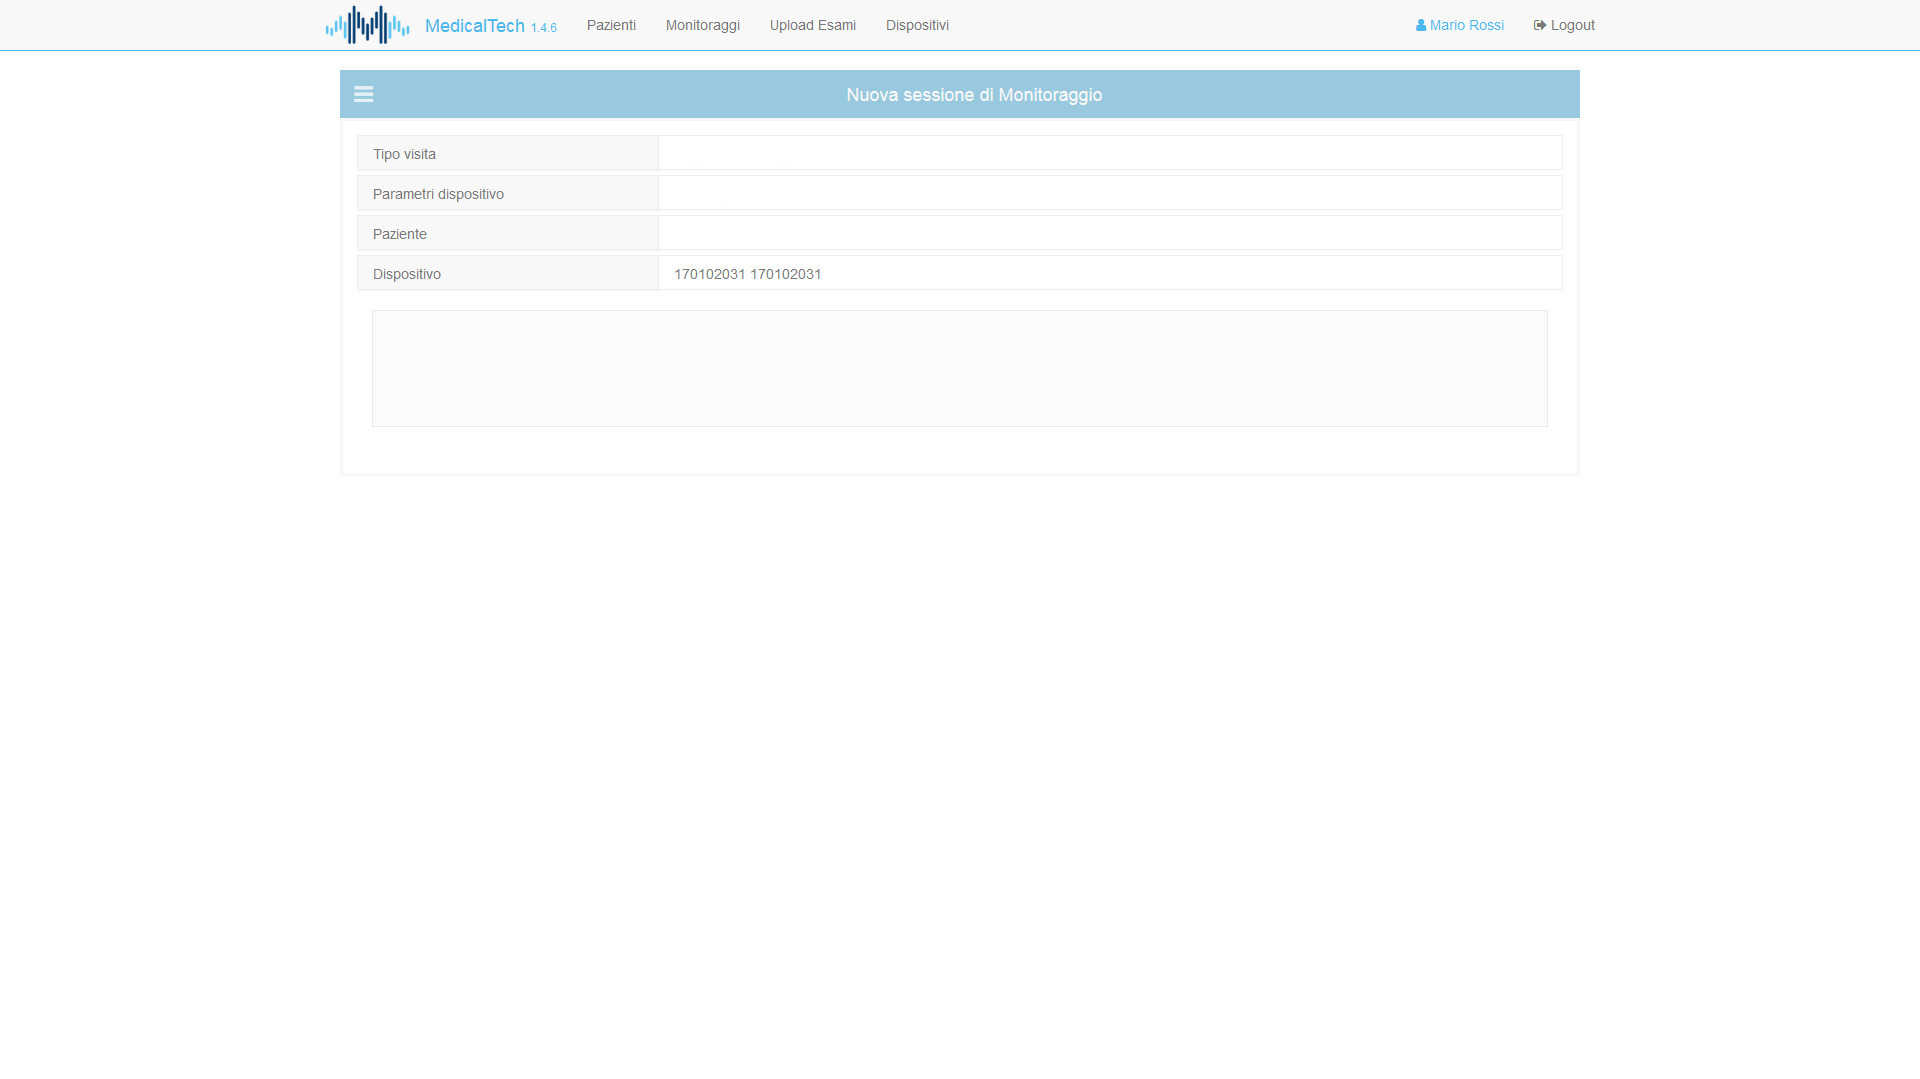 MedicalTech 1.4.6 Pazienti Monitoraggi Upload Esami Dispositivi Mario Rossi Logout
Nuova sessione di Monitoraggio
Tipo visita
Parametri dispositivo
Paziente
Dispositivo 170102031 170102031